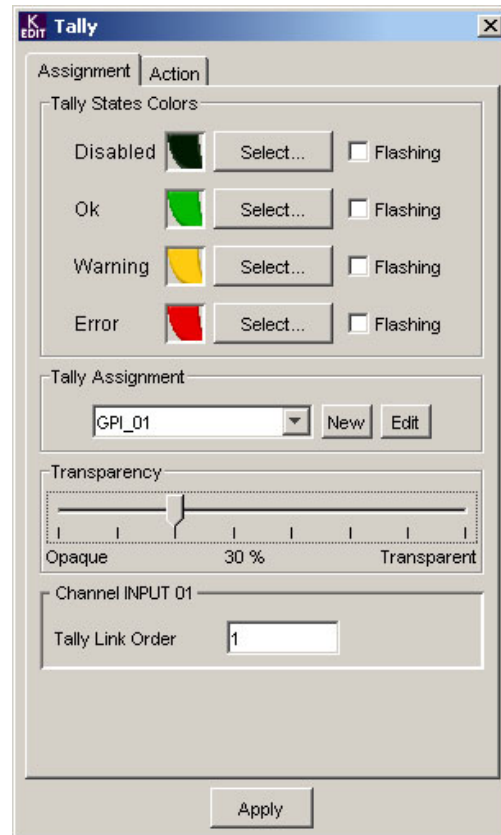 K EDIT Tally
Assignment Action
Tally States Colors
Disabled Select... Flashing
Ok Select... Flashing
Warning Select... Flashing
Error Select... Flashing
Tally Assignment
GPI_01 New Edit
Transparency
Opaque 30 % Transparent
Channel INPUT 01
Tally Link Order 1
Apply